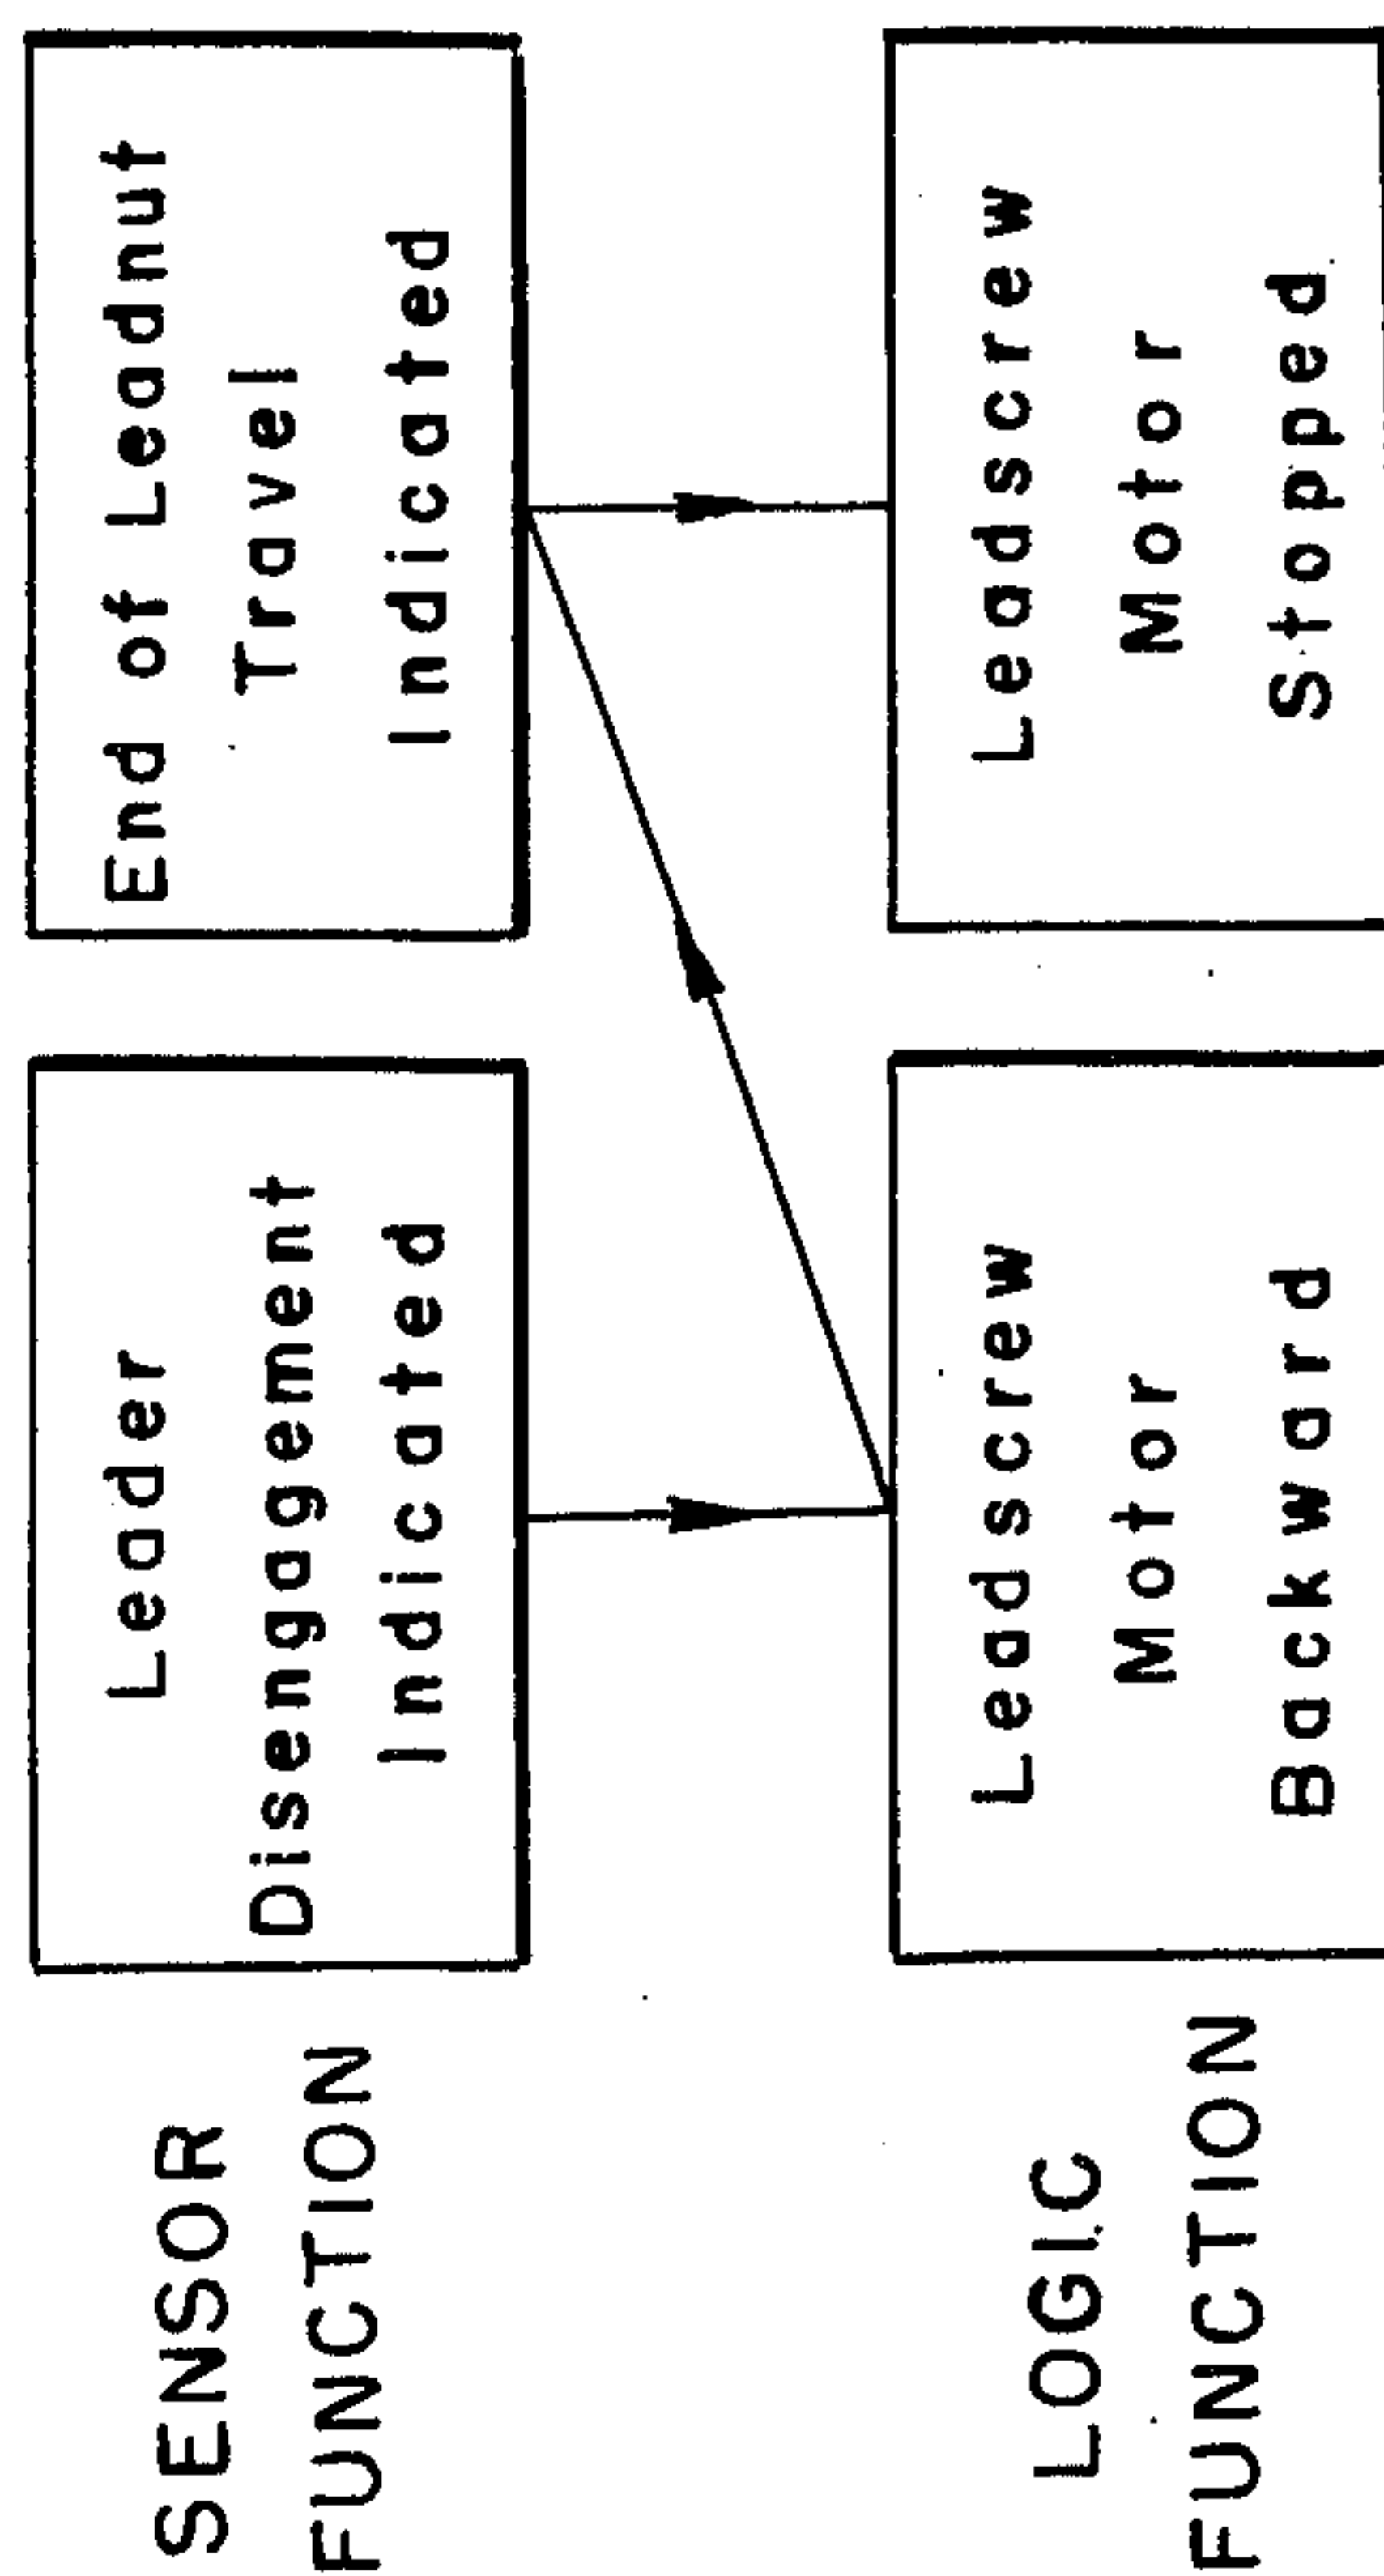 SENSOR
FUNCTION
Leader
Disengagement
Indicated
End of Leadnut
Travel
Indicated
LOGIC
FUNCTION
Leadscrew
Motor
Backward
Leadscrew
Motor
Stopped